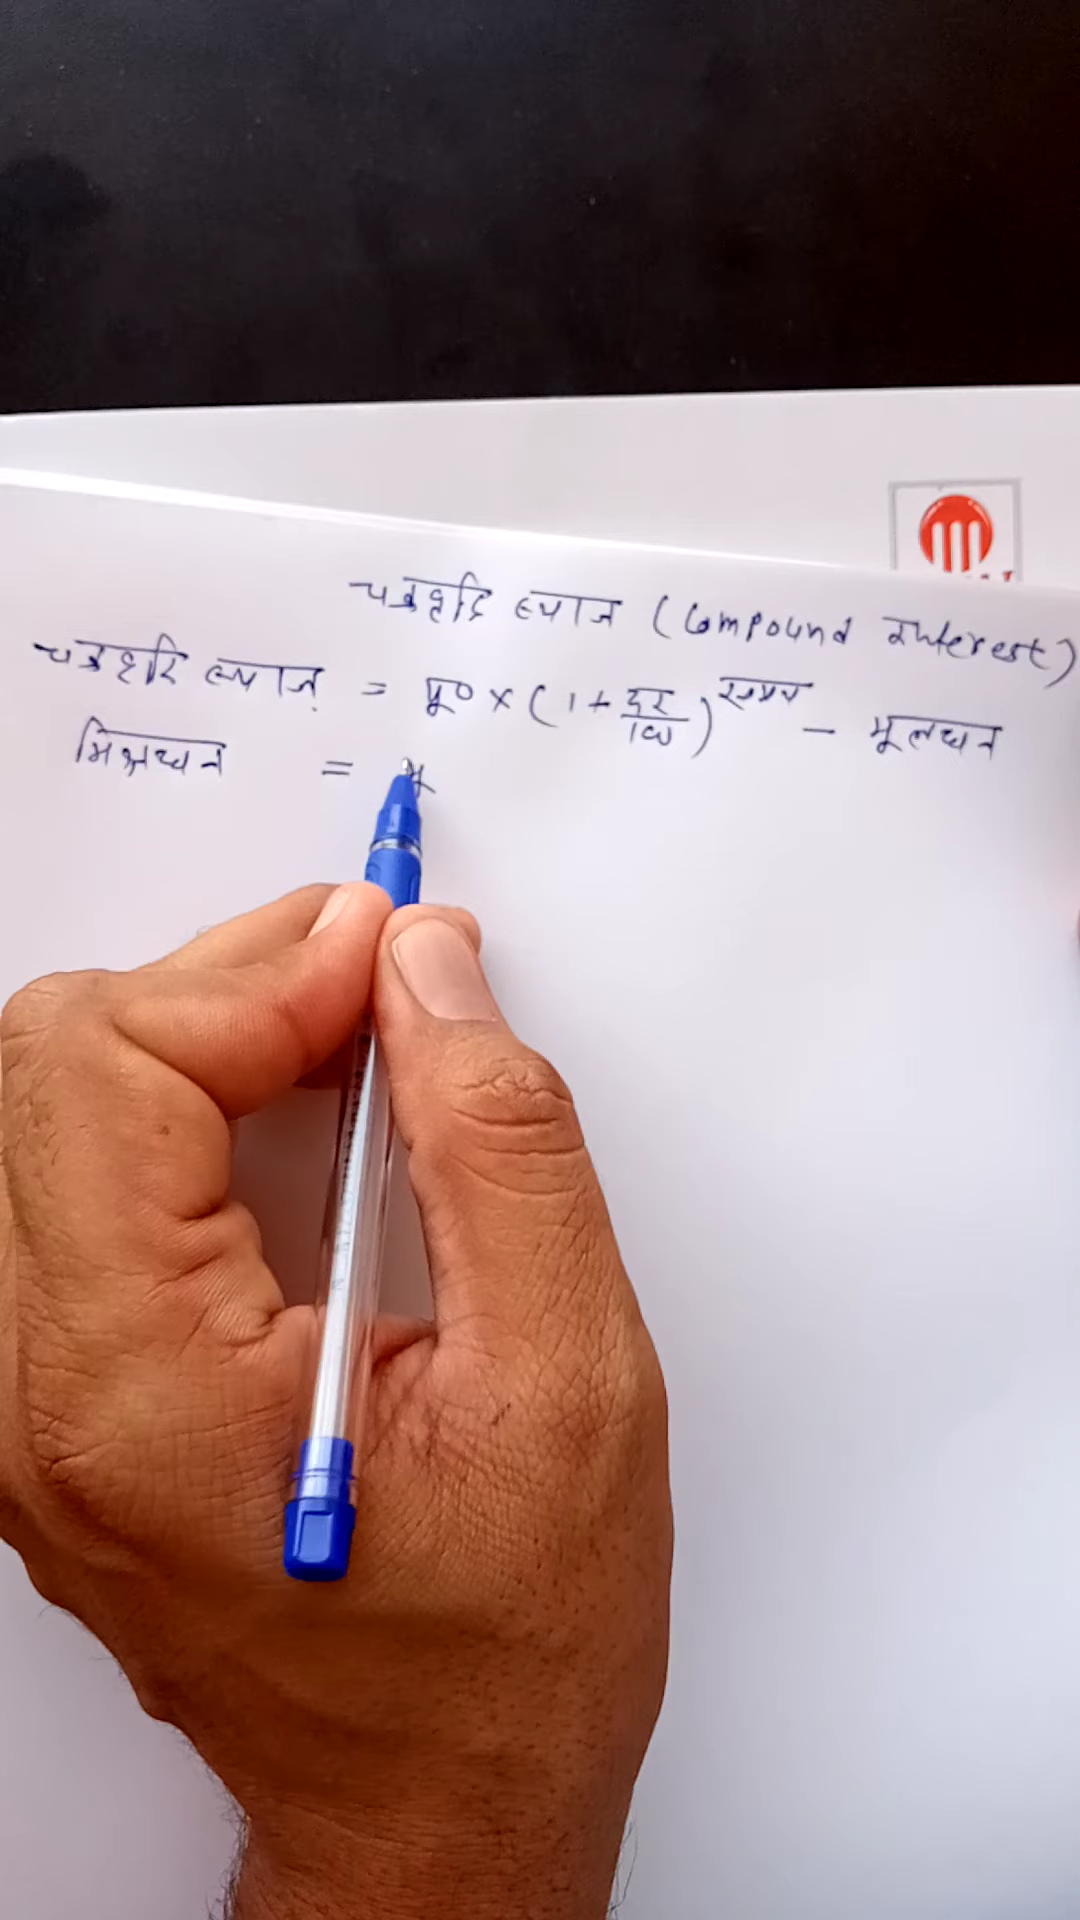 चक्रवृद्धि ब्याज (Compound Interest)
चक्रवृद्धि ब्याज = मू० × (1 + दर/100)^समय - मूलधन
मिश्रधन = मू